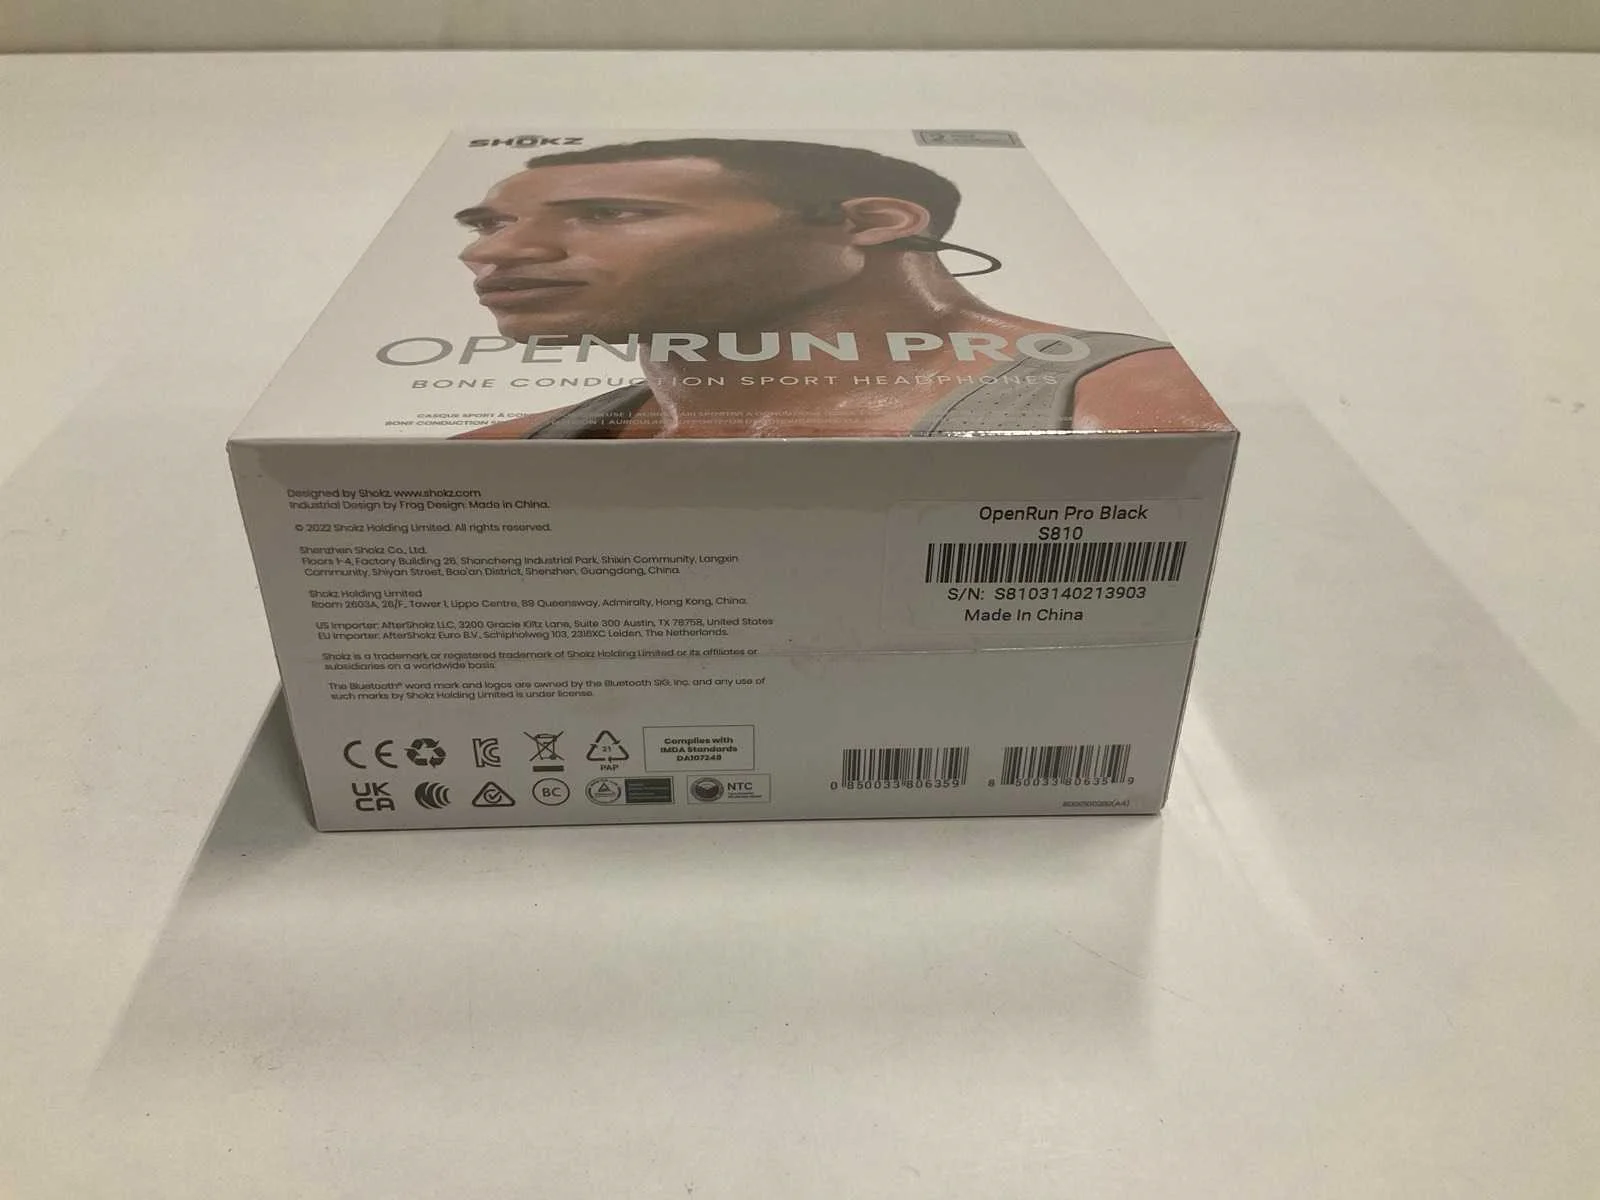 SHOKZ
2
OPENRUN PRO
BONE CONDUCTION SPORT HEADPHONES
CASQUE SPORT À
BONE CONDUCTION
Designed by Shokz. www.shokz.com
Industrial Design by Frog Design. Made in China.
© 2022 Shokz Holding Limited. All rights reserved.
Shenzhen Shokz Co., Ltd.
Floors 1-4, Factory Building 26, Shancheng Industrial Park, Shixin Community, Langxin
Community, Shiyan Street, Bao'an District, Shenzhen, Guangdong, China.
Shokz Holding Limited
Room 2603A, 26/F., Tower 1, Lippo Centre, 89 Queensway, Admiralty, Hong Kong, China.
US Importer: AfterShokz LLC, 3200 Gracie Kiltz Lane, Suite 300 Austin, TX 78758, United States
EU Importer: AfterShokz Euro B.V., Schipholweg 103, 2316XC Leiden, The Netherlands.
Shokz is a trademark or registered trademark of Shokz Holding Limited or its affiliates or
subsidiaries on a worldwide basis.
The Bluetooth® word mark and logos are owned by the Bluetooth SIG, Inc. and any use of
such marks by Shokz Holding Limited is under license.
OpenRun Pro Black
S810
S/N: S8103140213903
Made In China
CE
21
PAP
Complies with
IMDA Standards
DA107248
UK
CA
BC
NTC
0 850033 806359
8 50033 80635 9